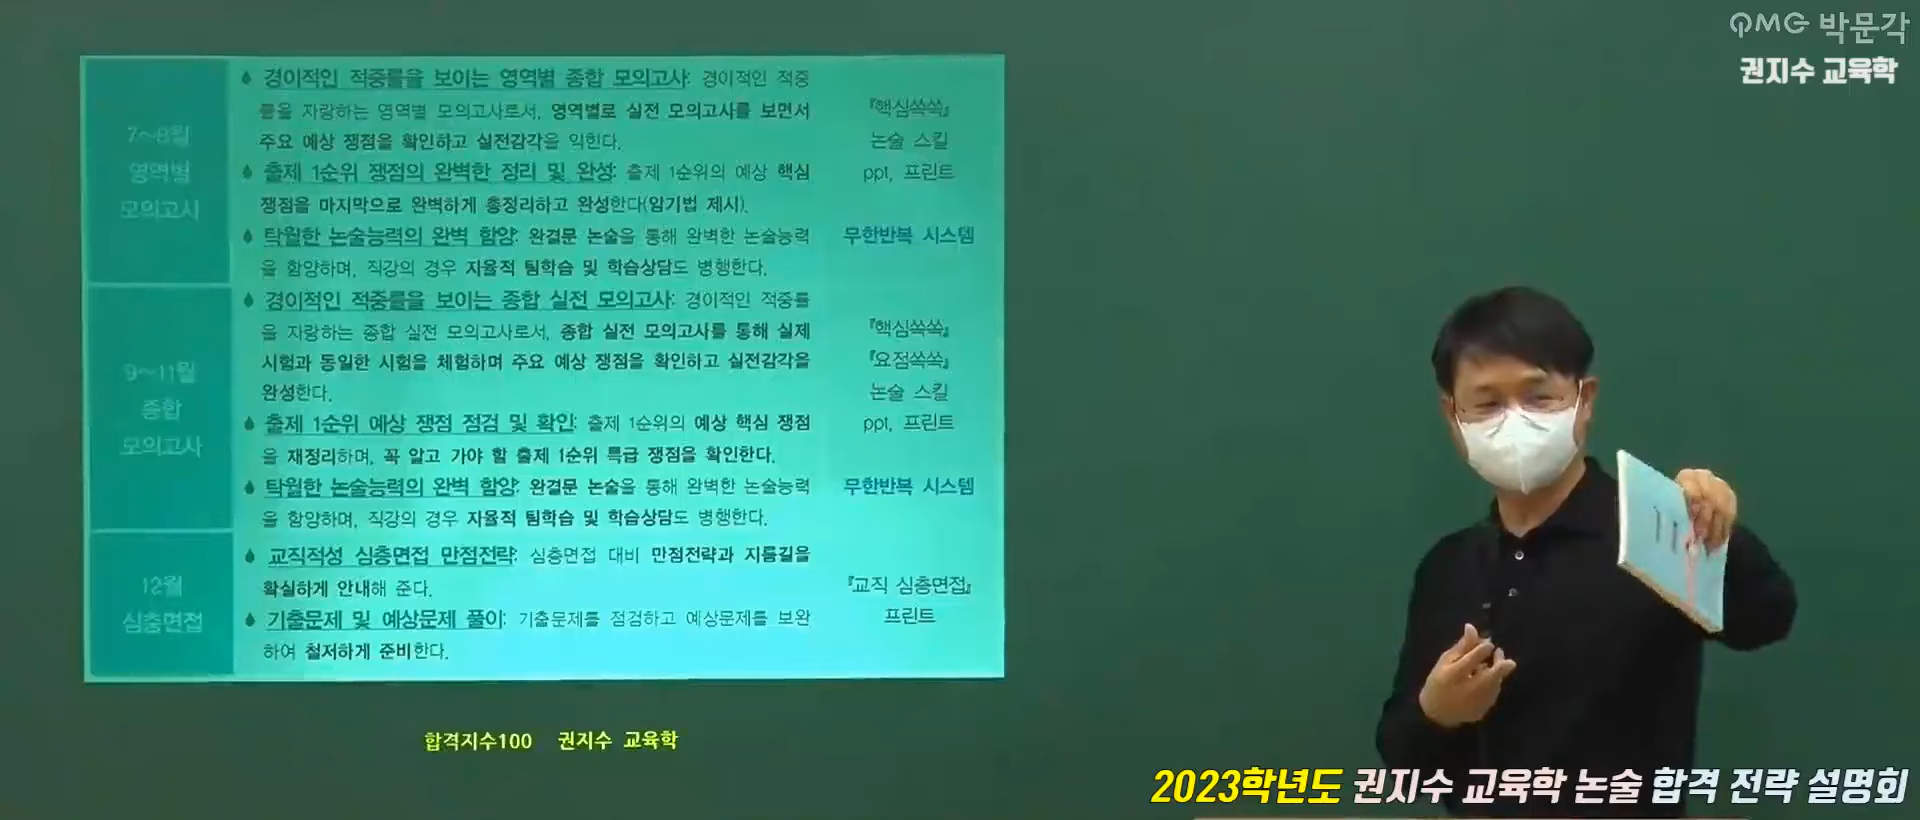 PMG 박문각
권지수 교육학
7~8월
영역별
모의고사
경이적인 적중률을 보이는 영역별 종합 모의고사: 경이적인 적중
률을 자랑하는 영역별 모의고사로서, 영역별로 실전 모의고사를 보면서
주요 예상 쟁점을 확인하고 실전감각을 익힌다.
출제 1순위 쟁점의 완벽한 정리 및 완성: 출제 1순위의 예상 핵심
쟁점을 마지막으로 완벽하게 총정리하고 완성한다(암기법 제시).
탁월한 논술능력의 완벽 함양: 완결문 논술을 통해 완벽한 논술능력
을 함양하며, 직강의 경우 자율적 팀학습 및 학습상담도 병행한다.
『핵심쏙쏙』
논술 스킬
ppt, 프린트
무한반복 시스템
9~11월
종합
모의고사
경이적인 적중률을 보이는 종합 실전 모의고사: 경이적인 적중률
을 자랑하는 종합 실전 모의고사로서, 종합 실전 모의고사를 통해 실제
시험과 동일한 시험을 체험하며 주요 예상 쟁점을 확인하고 실전감각을
완성한다.
출제 1순위 예상 쟁점 점검 및 확인: 출제 1순위의 예상 핵심 쟁점
을 재정리하며, 꼭 알고 가야 할 출제 1순위 특급 쟁점을 확인한다.
탁월한 논술능력의 완벽 함양: 완결문 논술을 통해 완벽한 논술능력
을 함양하며, 직강의 경우 자율적 팀학습 및 학습상담도 병행한다.
『핵심쏙쏙』
『요점쏙쏙』
논술 스킬
ppt, 프린트
무한반복 시스템
12월
심층면접
교직적성 심층면접 만점전략: 심층면접 대비 만점전략과 지름길을
확실하게 안내해 준다.
기출문제 및 예상문제 풀이: 기출문제를 점검하고 예상문제를 보완
하여 철저하게 준비한다.
『교직 심층면접』
프린트
합격지수100 권지수 교육학
2023학년도 권지수 교육학 논술 합격 전략 설명회